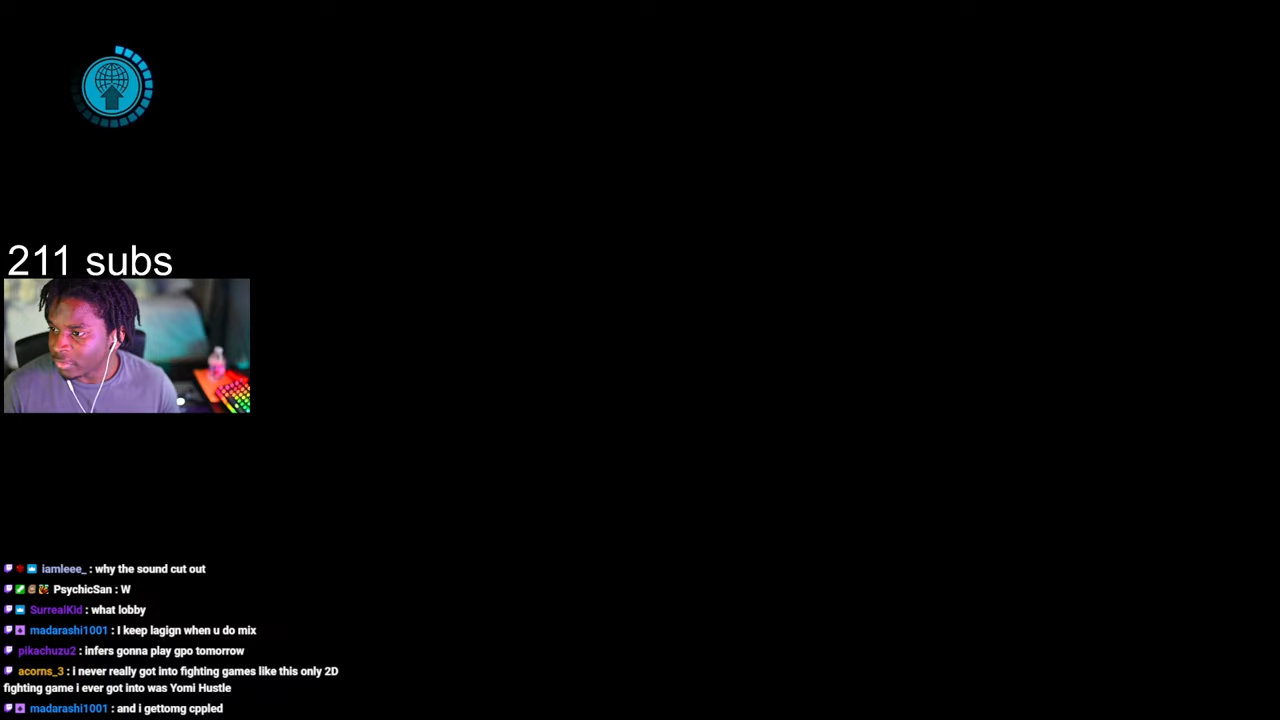 211 subs
iamleee_ : why the sound cut out
PsychicSan : W
SurrealKid : what lobby
madarashi1001 : I keep lagign when u do mix
pikachuzu2 : infers gonna play gpo tomorrow
acorns_3 : i never really got into fighting games like this only 2D
fighting game i ever got into was Yomi Hustle
madarashi1001 : and i gettomg cppled